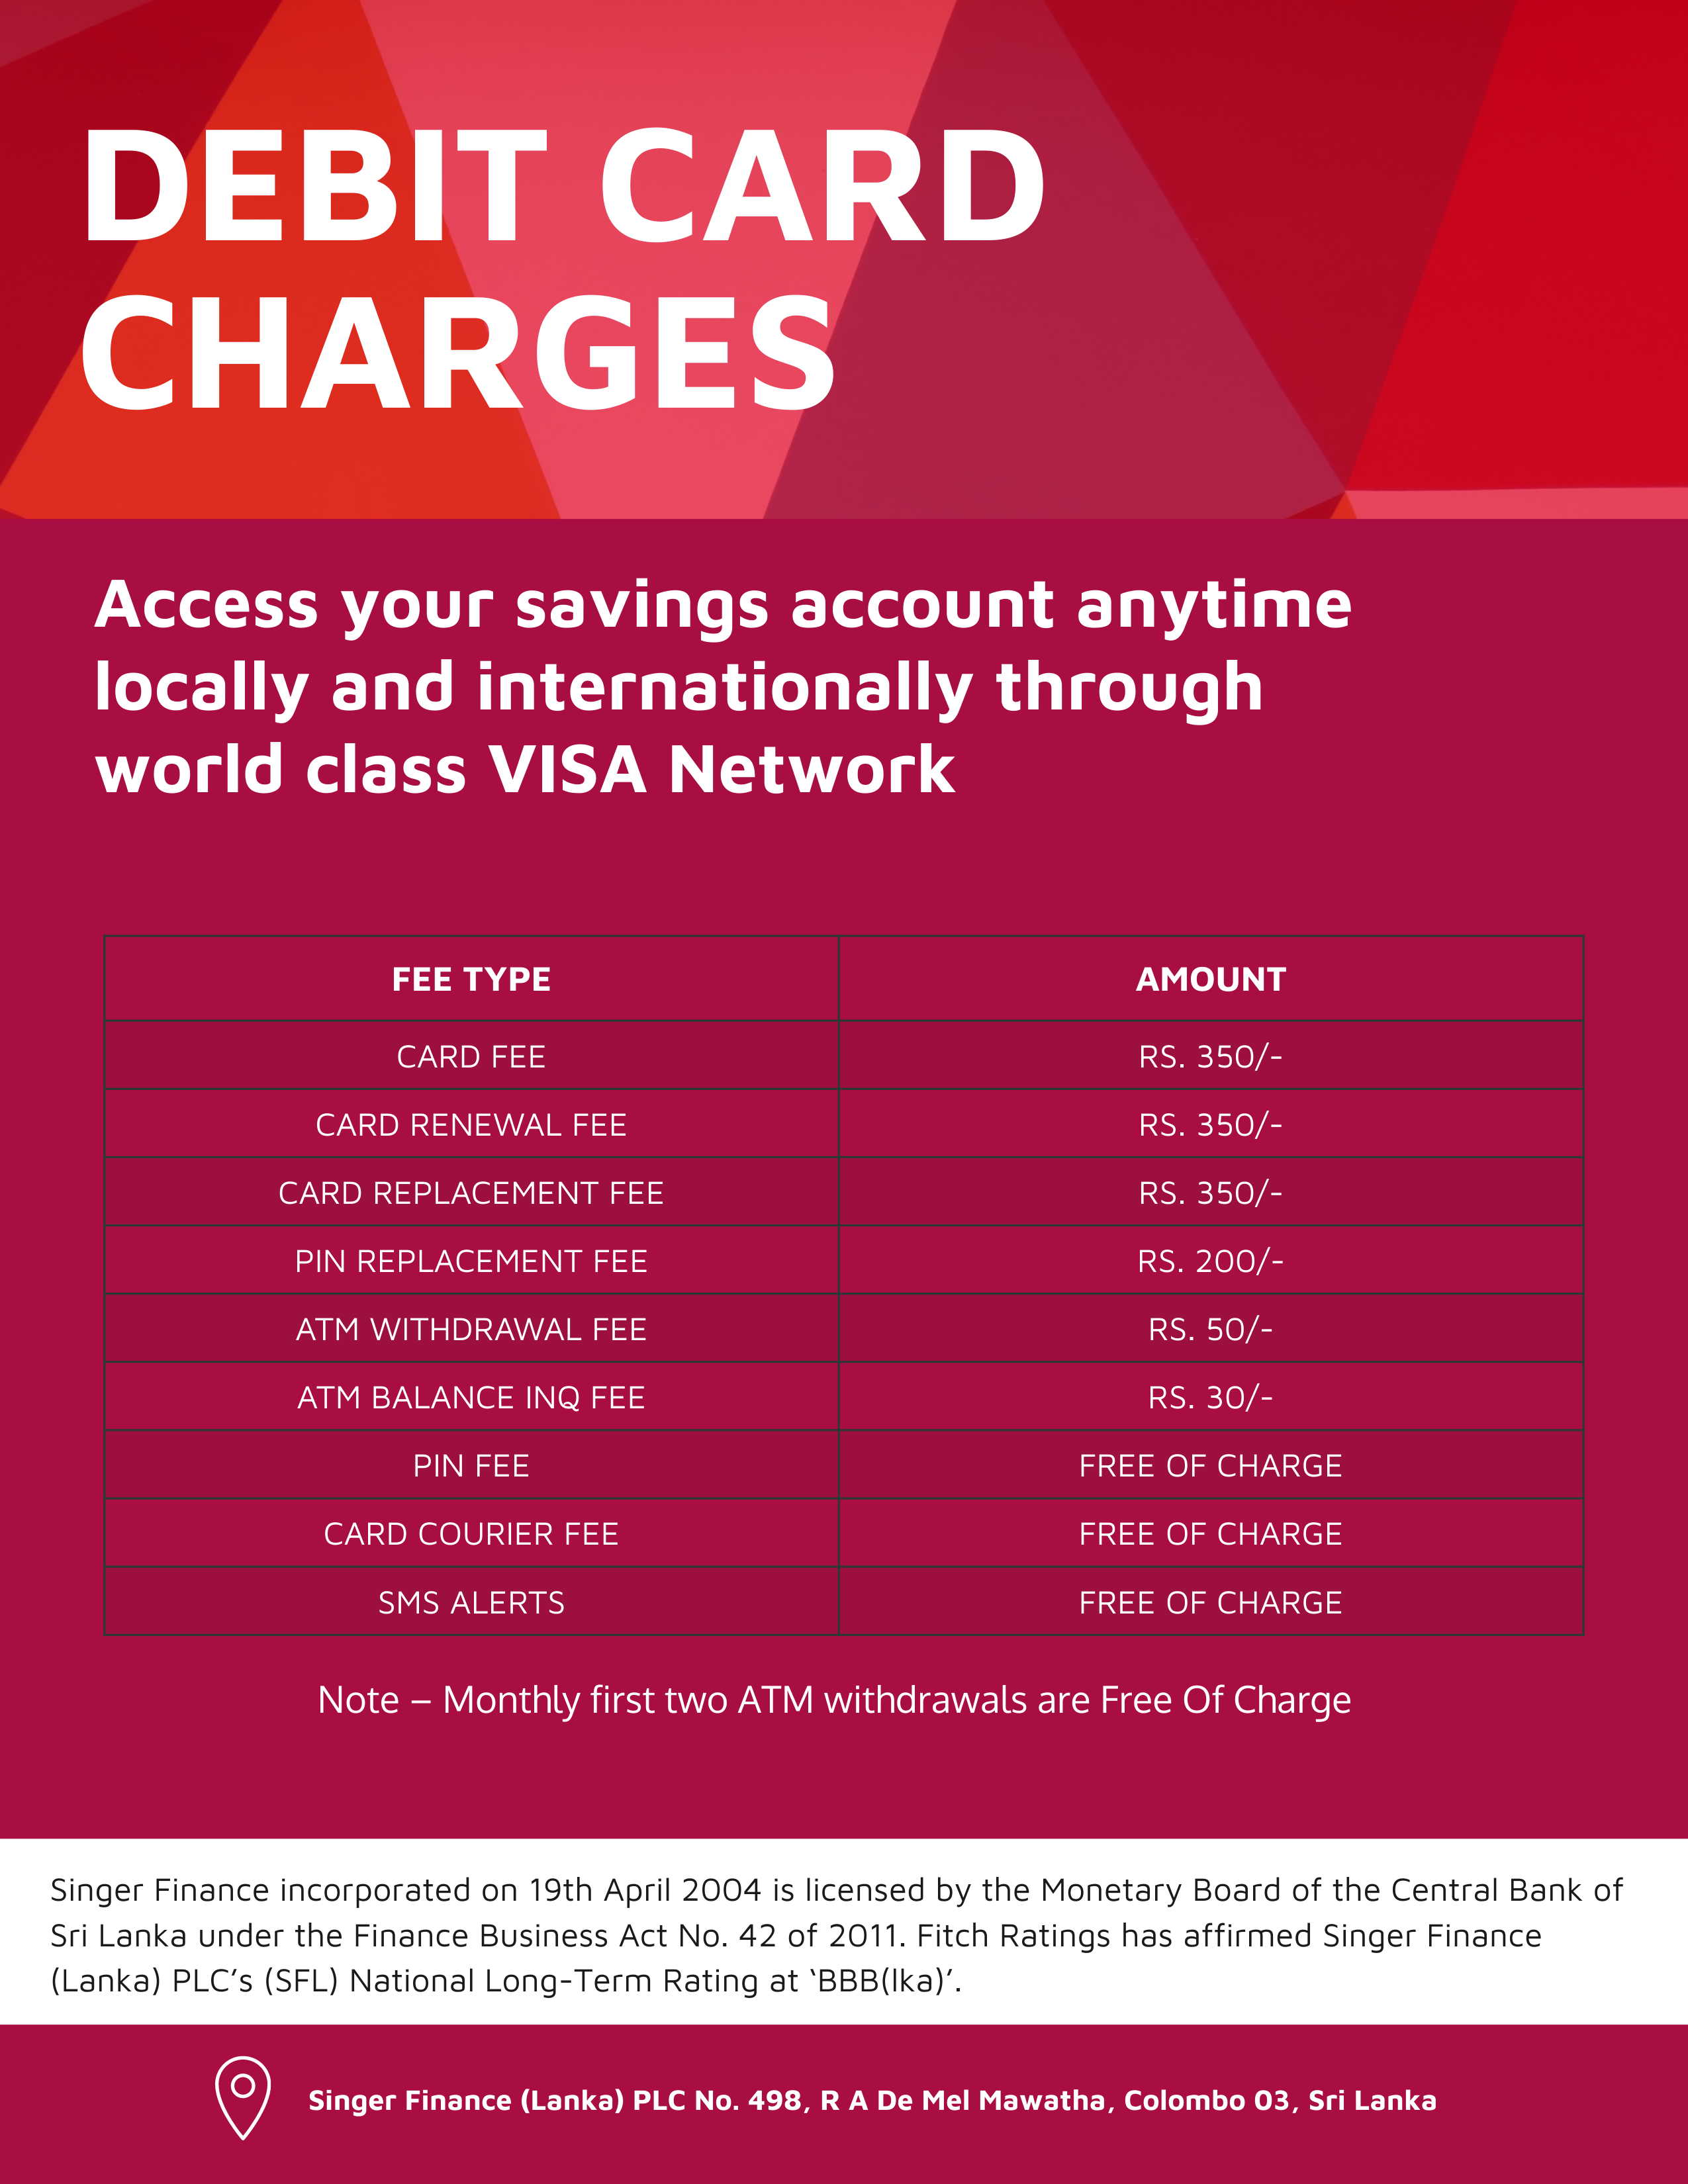 DEBIT CARD
CHARGES
Access your savings account anytime
locally and internationally through
world class VISA Network
FEE TYPE AMOUNT
CARD FEE RS. 350/-
CARD RENEWAL FEE RS. 350/-
CARD REPLACEMENT FEE RS. 350/-
PIN REPLACEMENT FEE RS. 200/-
ATM WITHDRAWAL FEE RS. 50/-
ATM BALANCE INQ FEE RS. 30/-
PIN FEE FREE OF CHARGE
CARD COURIER FEE FREE OF CHARGE
SMS ALERTS FREE OF CHARGE
Note – Monthly first two ATM withdrawals are Free Of Charge
Singer Finance incorporated on 19th April 2004 is licensed by the Monetary Board of the Central Bank of
Sri Lanka under the Finance Business Act No. 42 of 2011. Fitch Ratings has affirmed Singer Finance
(Lanka) PLC’s (SFL) National Long-Term Rating at ‘BBB(lka)’.
Singer Finance (Lanka) PLC No. 498, R A De Mel Mawatha, Colombo 03, Sri Lanka